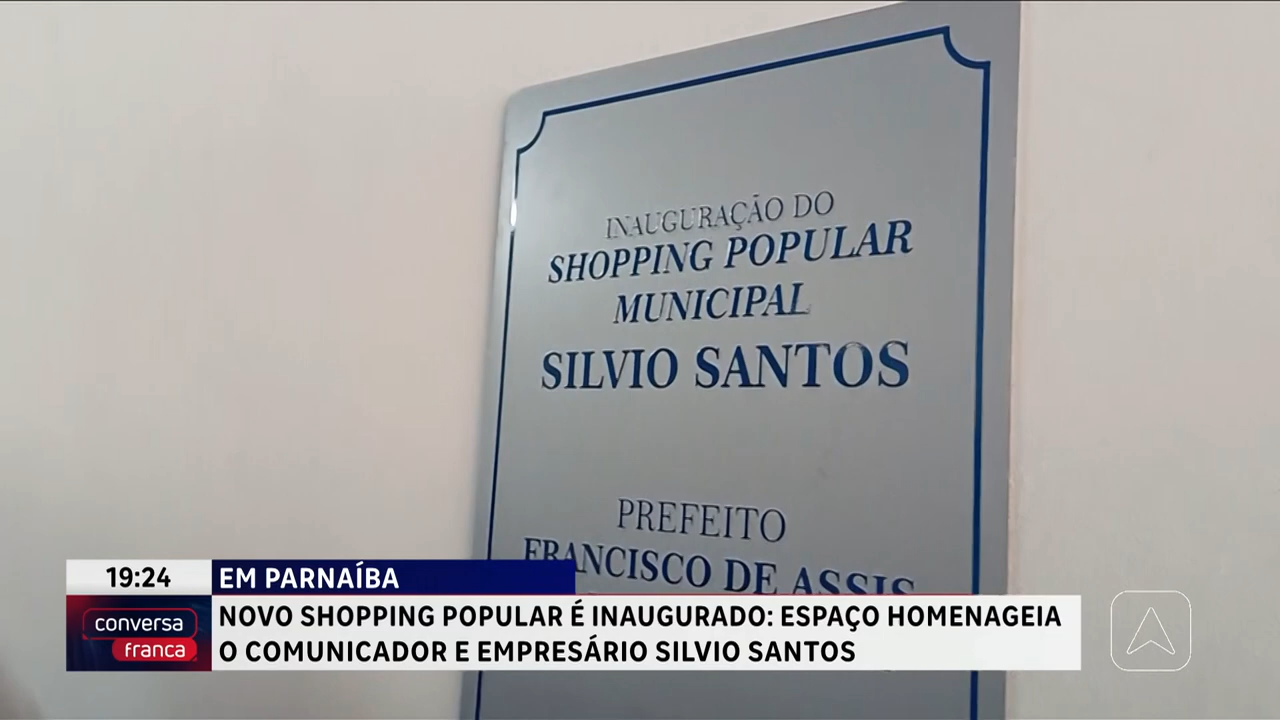 INAUGURAÇÃO DO
SHOPPING POPULAR
MUNICIPAL
SILVIO SANTOS
PREFEITO
FRANCISCO DE ASSIS
19:24
EM PARNAÍBA
conversa
franca
NOVO SHOPPING POPULAR É INAUGURADO: ESPAÇO HOMENAGEIA
O COMUNICADOR E EMPRESÁRIO SILVIO SANTOS